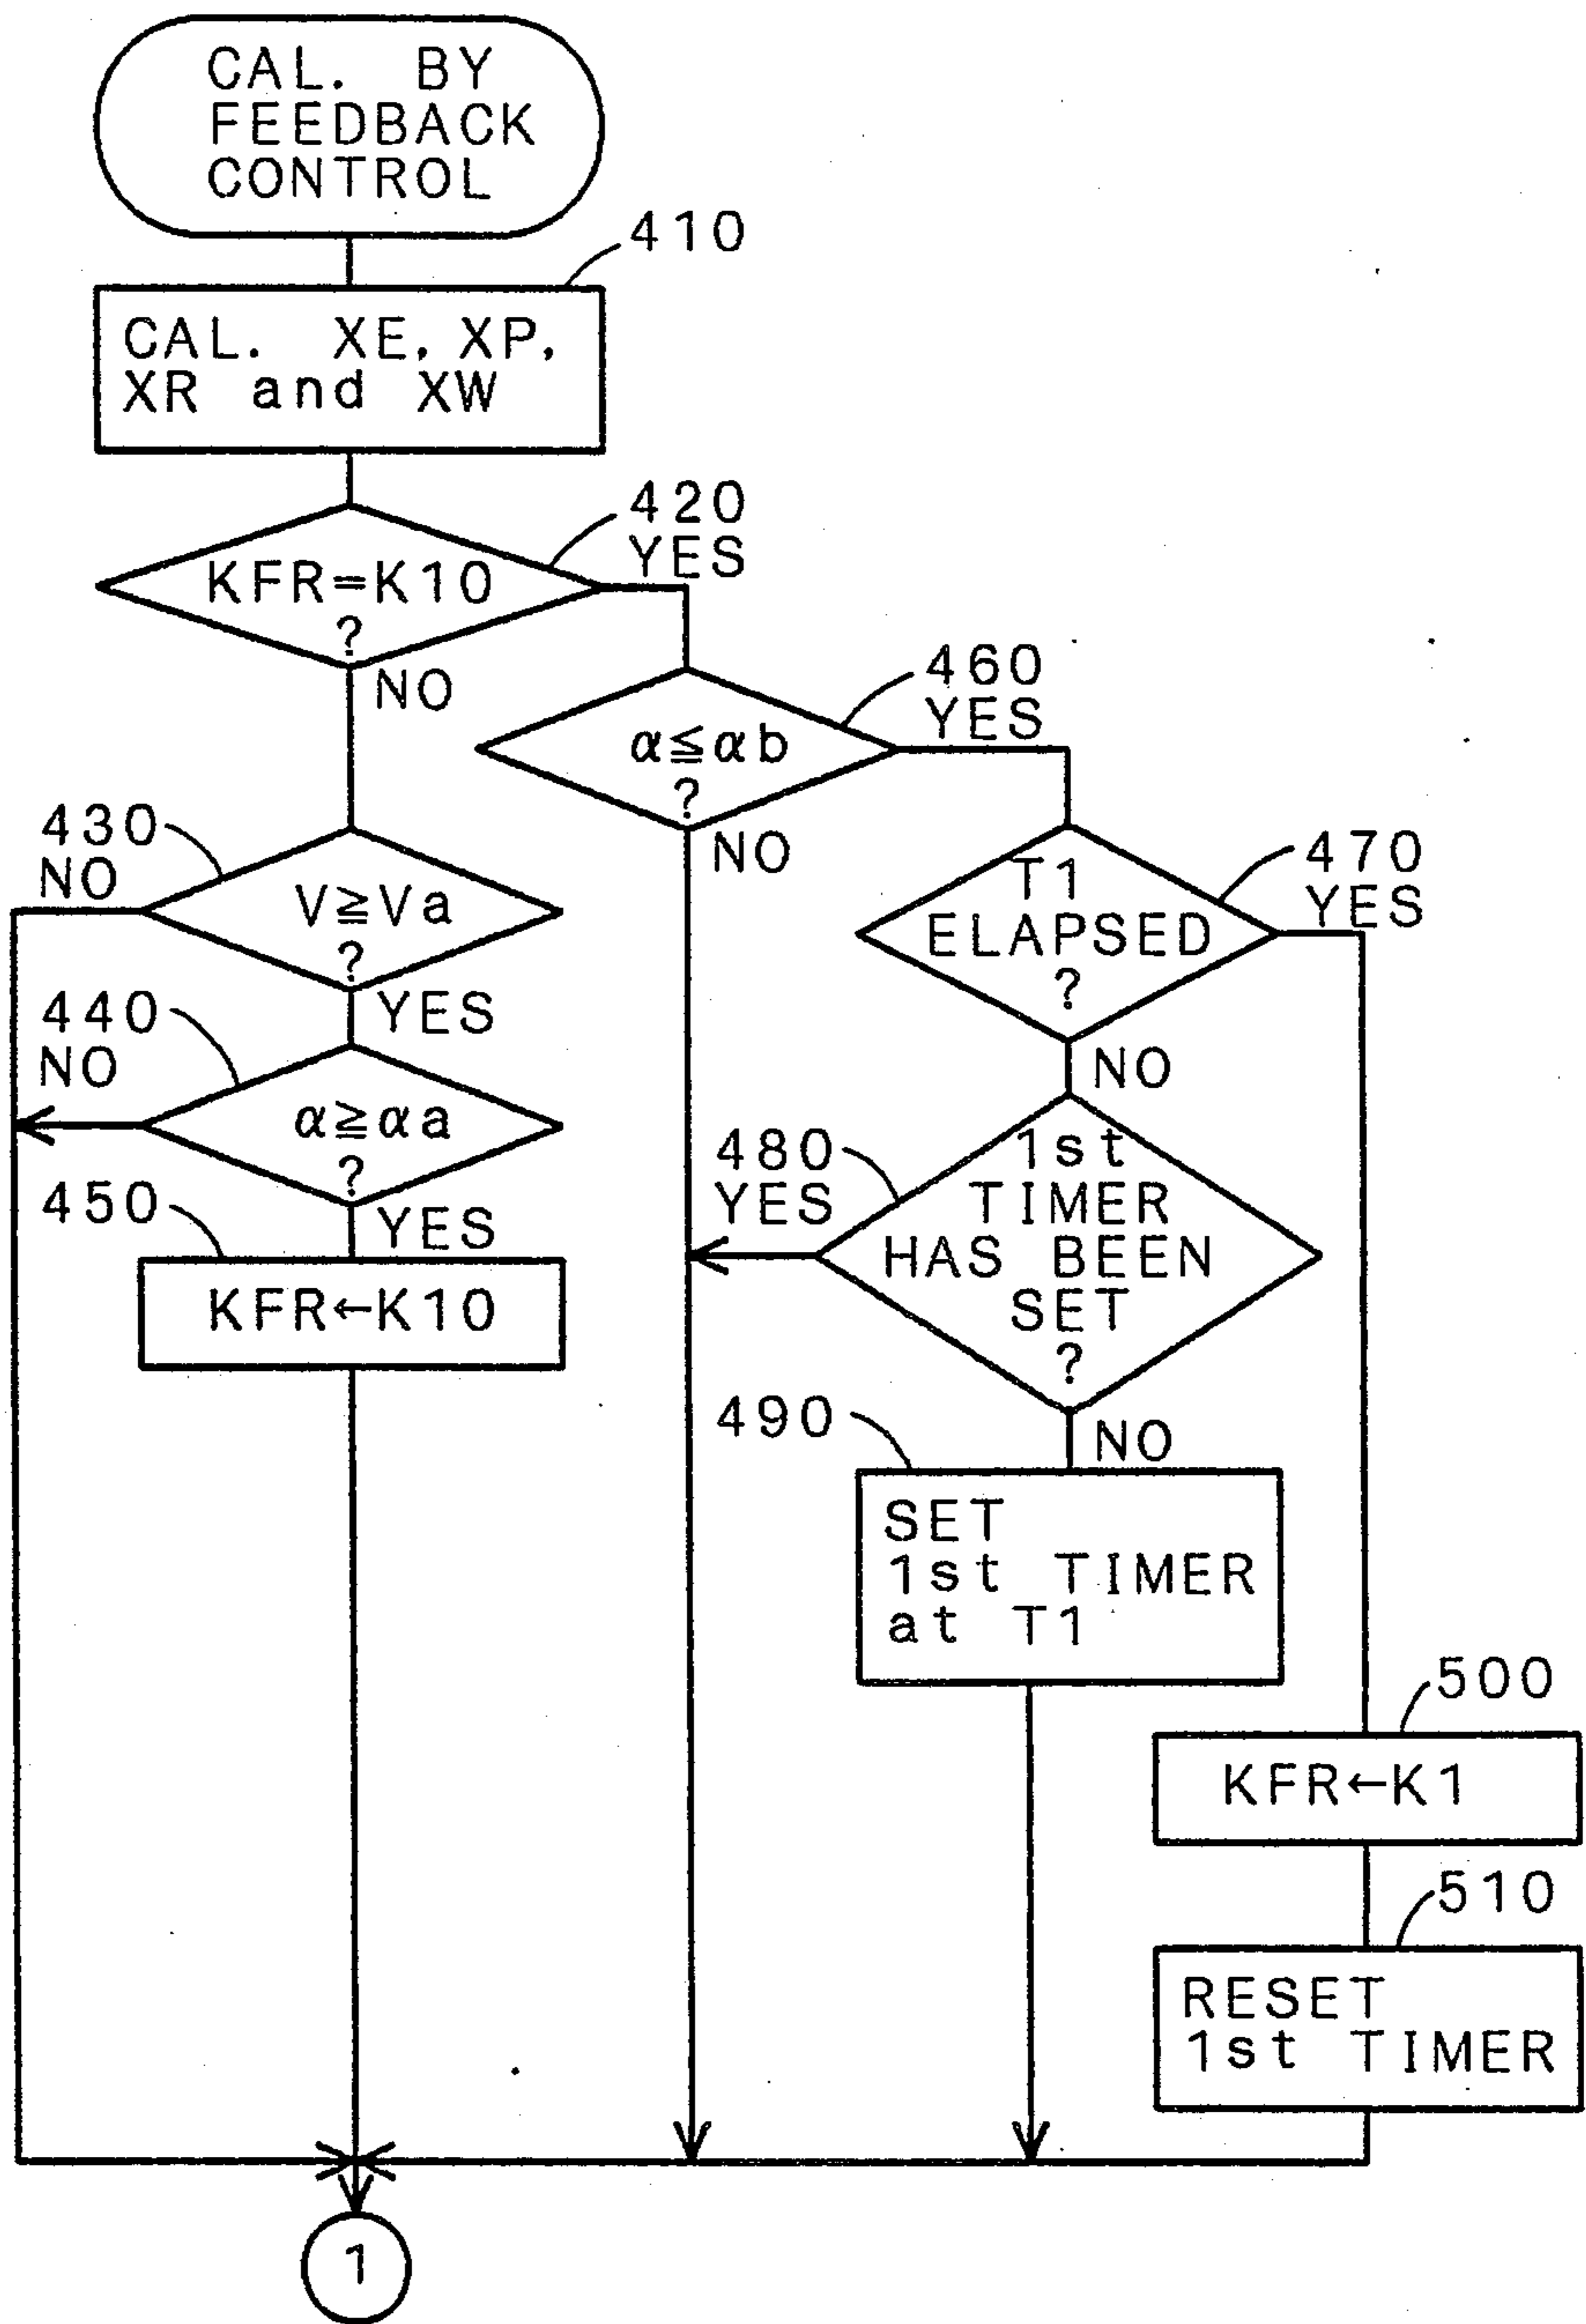 CAL. BY
FEEDBACK
CONTROL
410
CAL. XE, XP,
XR and XW
420
YES
KFR=K10
?
NO
460
YES
α≦αb
?
NO
430
NO
V≧Va
?
YES
470
YES
T1
ELAPSED
?
NO
440
NO
α≧αa
?
YES
480
YES
1st
TIMER
HAS BEEN
SET
?
NO
450
KFR←K10
490
SET
1st TIMER
at T1
500
KFR←K1
510
RESET
1st TIMER
1